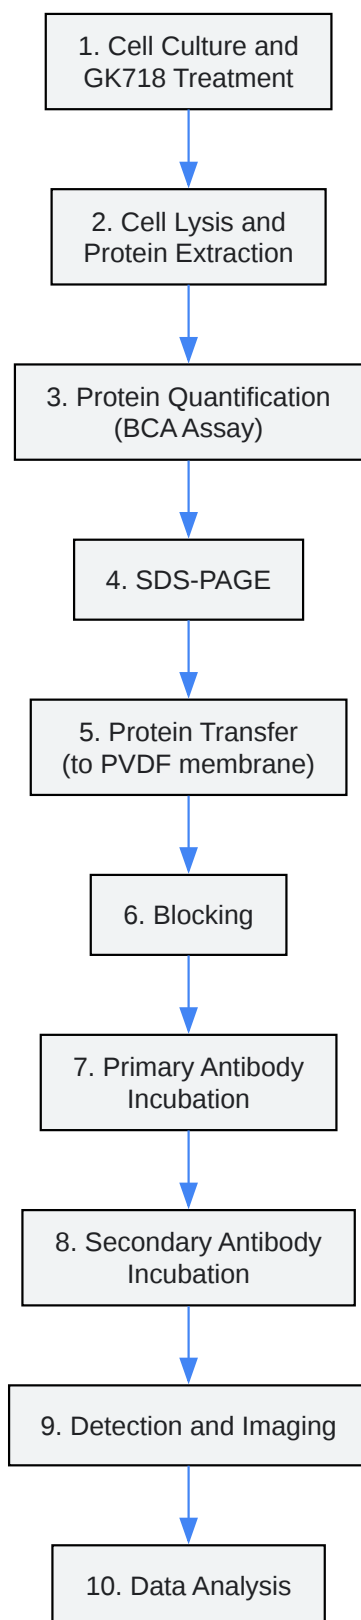 1. Cell Culture and
GK718 Treatment
2. Cell Lysis and
Protein Extraction
3. Protein Quantification
(BCA Assay)
4. SDS-PAGE
5. Protein Transfer
(to PVDF membrane)
6. Blocking
7. Primary Antibody
Incubation
8. Secondary Antibody
Incubation
9. Detection and Imaging
10. Data Analysis